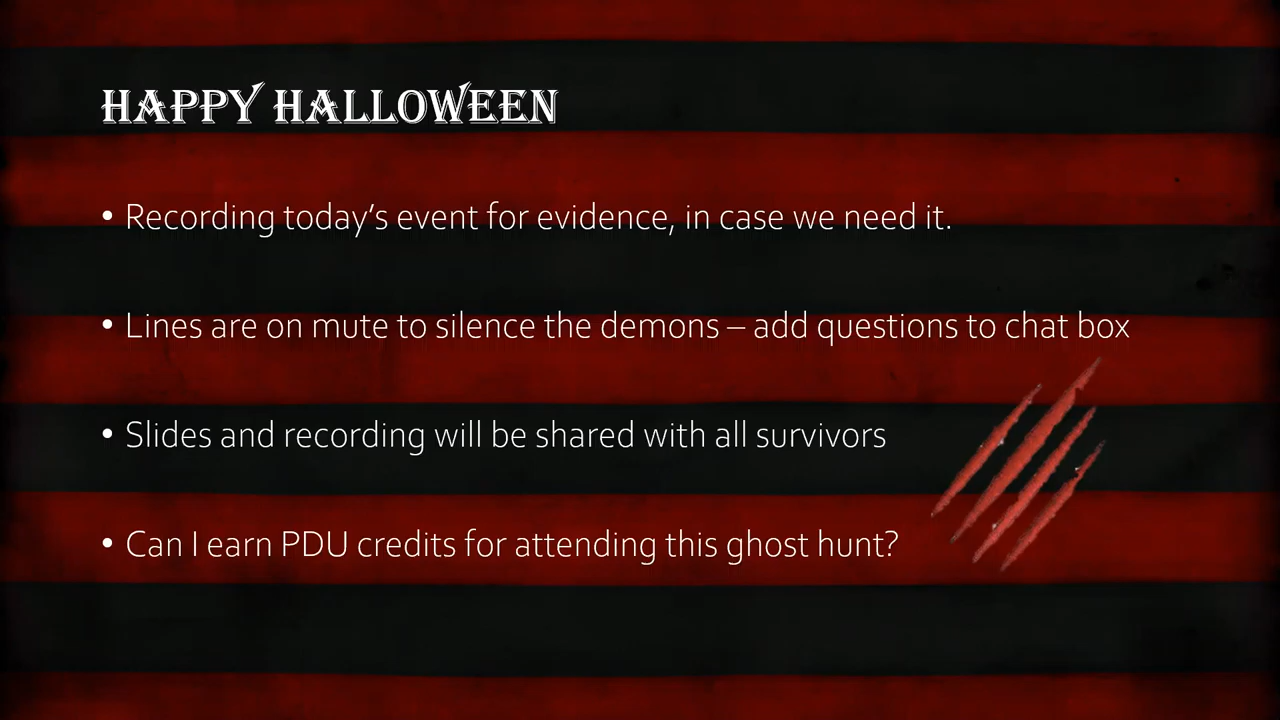 HAPPY HALLOWEEN
• Recording today's event for evidence, in case we need it.
• Lines are on mute to silence the demons – add questions to chat box
• Slides and recording will be shared with all survivors
• Can I earn PDU credits for attending this ghost hunt?